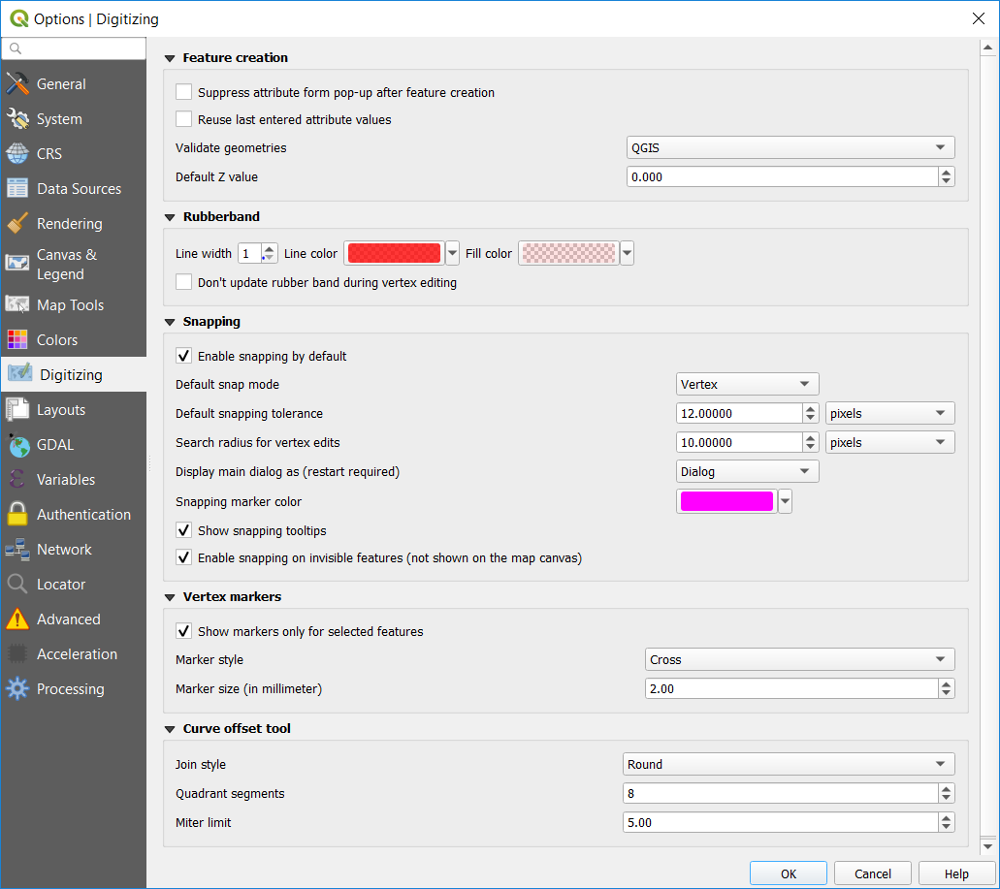 Options | Digitizing
General
System
CRS
Data Sources
Rendering
Canvas &
Legend
Map Tools
Colors
Digitizing
Layouts
GDAL
Variables
Authentication
Network
Locator
Advanced
Acceleration
Processing
Feature creation
Suppress attribute form pop-up after feature creation
Reuse last entered attribute values
Validate geometries QGIS
Default Z value 0.000
Rubberband
Line width 1 Line color Fill color
Don't update rubber band during vertex editing
Snapping
Enable snapping by default
Default snap mode Vertex
Default snapping tolerance 12.00000 pixels
Search radius for vertex edits 10.00000 pixels
Display main dialog as (restart required) Dialog
Snapping marker color
Show snapping tooltips
Enable snapping on invisible features (not shown on the map canvas)
Vertex markers
Show markers only for selected features
Marker style Cross
Marker size (in millimeter) 2.00
Curve offset tool
Join style Round
Quadrant segments 8
Miter limit 5.00
OK Cancel Help